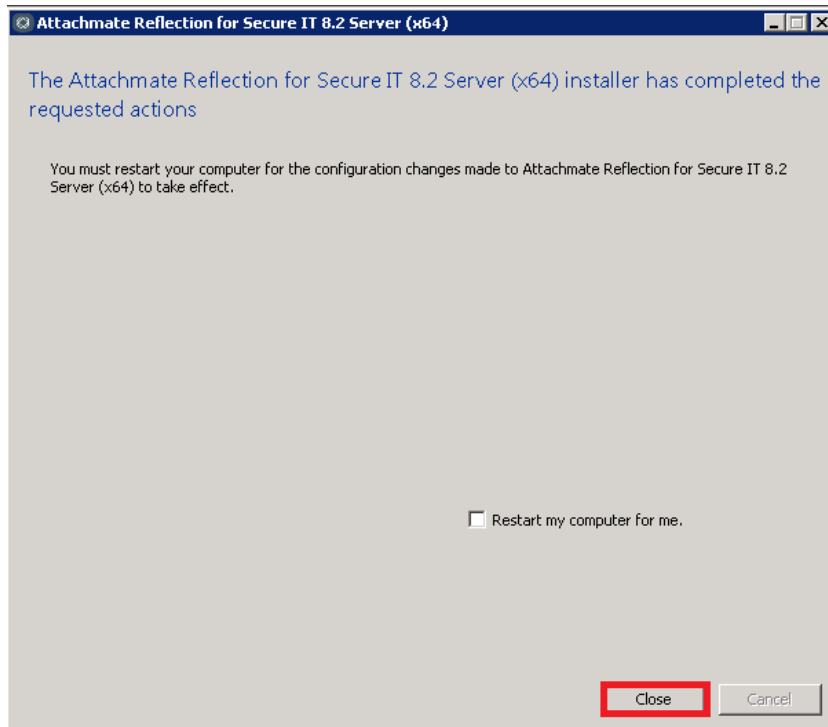 Attachmate Reflection for Secure IT 8.2 Server (x64)
The Attachmate Reflection for Secure IT 8.2 Server (x64) installer has completed the
requested actions
You must restart your computer for the configuration changes made to Attachmate Reflection for Secure IT 8.2
Server (x64) to take effect.
Restart my computer for me.
Close Cancel